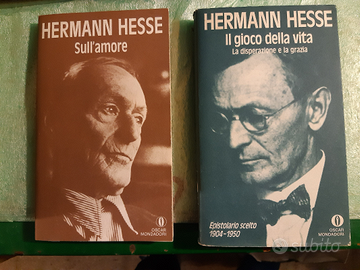 HERMANN HESSE
Sull'amore
OSCAR
MONDADORI
HERMANN HESSE
Il gioco della vita
La disperazione e la grazia
Epistolario scelto
1904-1950
OSCAR
MONDADORI
subito